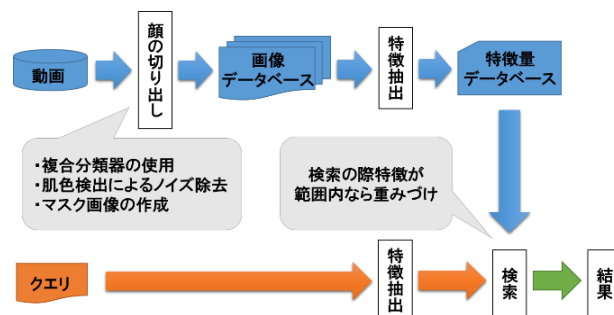 動画
顔の切り出し
画像
データベース
特徴抽出
特徴量
データベース
・複合分類器の使用
・肌色検出によるノイズ除去
・マスク画像の作成
検索の際特徴が
範囲内なら重みづけ
クエリ
特徴抽出
検索
結果